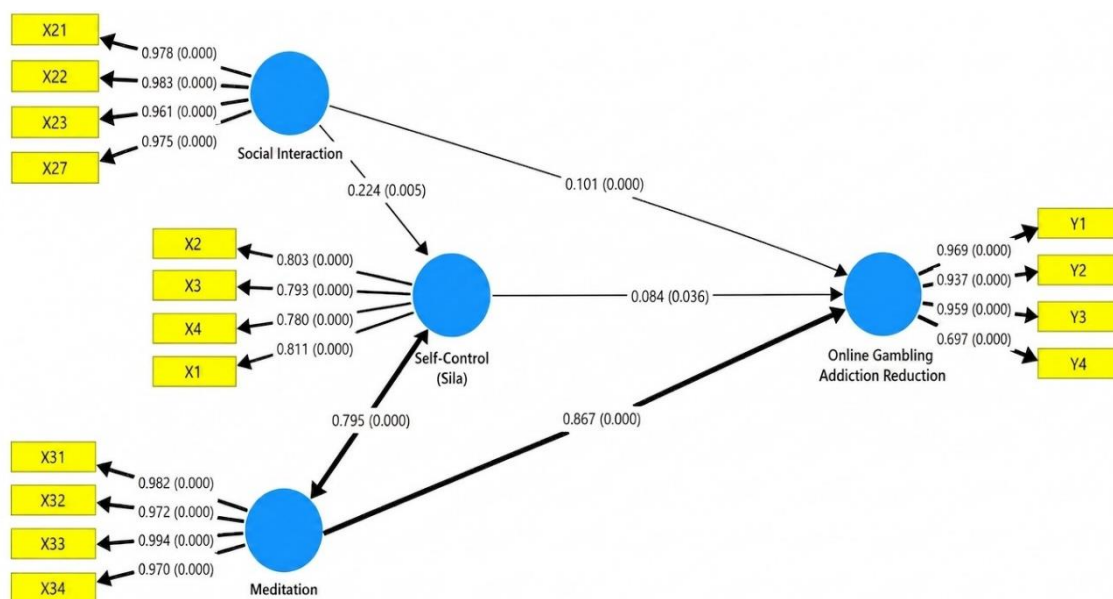 X21
X22
X23
X27
0.978 (0.000)
0.983 (0.000)
0.961 (0.000)
0.975 (0.000)
Social Interaction
0.224 (0.005)
0.101 (0.000)
X2
X3
X4
X1
0.803 (0.000)
0.793 (0.000)
0.780 (0.000)
0.811 (0.000)
Self-Control
(Sila)
0.084 (0.036)
Y1
Y2
Y3
Y4
0.969 (0.000)
0.937 (0.000)
0.959 (0.000)
0.697 (0.000)
Online Gambling
Addiction Reduction
0.795 (0.000)
0.867 (0.000)
X31
X32
X33
X34
0.982 (0.000)
0.972 (0.000)
0.994 (0.000)
0.970 (0.000)
Meditation